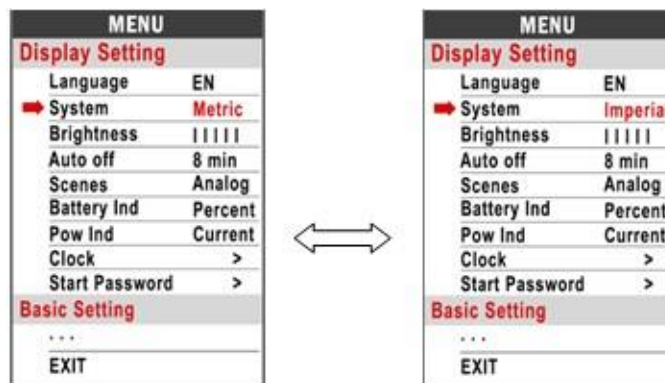 MENU
Display Setting
Language EN
System Metric
Brightness | | | | |
Auto off 8 min
Scenes Analog
Battery Ind Percent
Pow Ind Current
Clock >
Start Password >
Basic Setting
...
EXIT
MENU
Display Setting
Language EN
System Imperia
Brightness | | | | |
Auto off 8 min
Scenes Analog
Battery Ind Percent
Pow Ind Current
Clock >
Start Password >
Basic Setting
...
EXIT